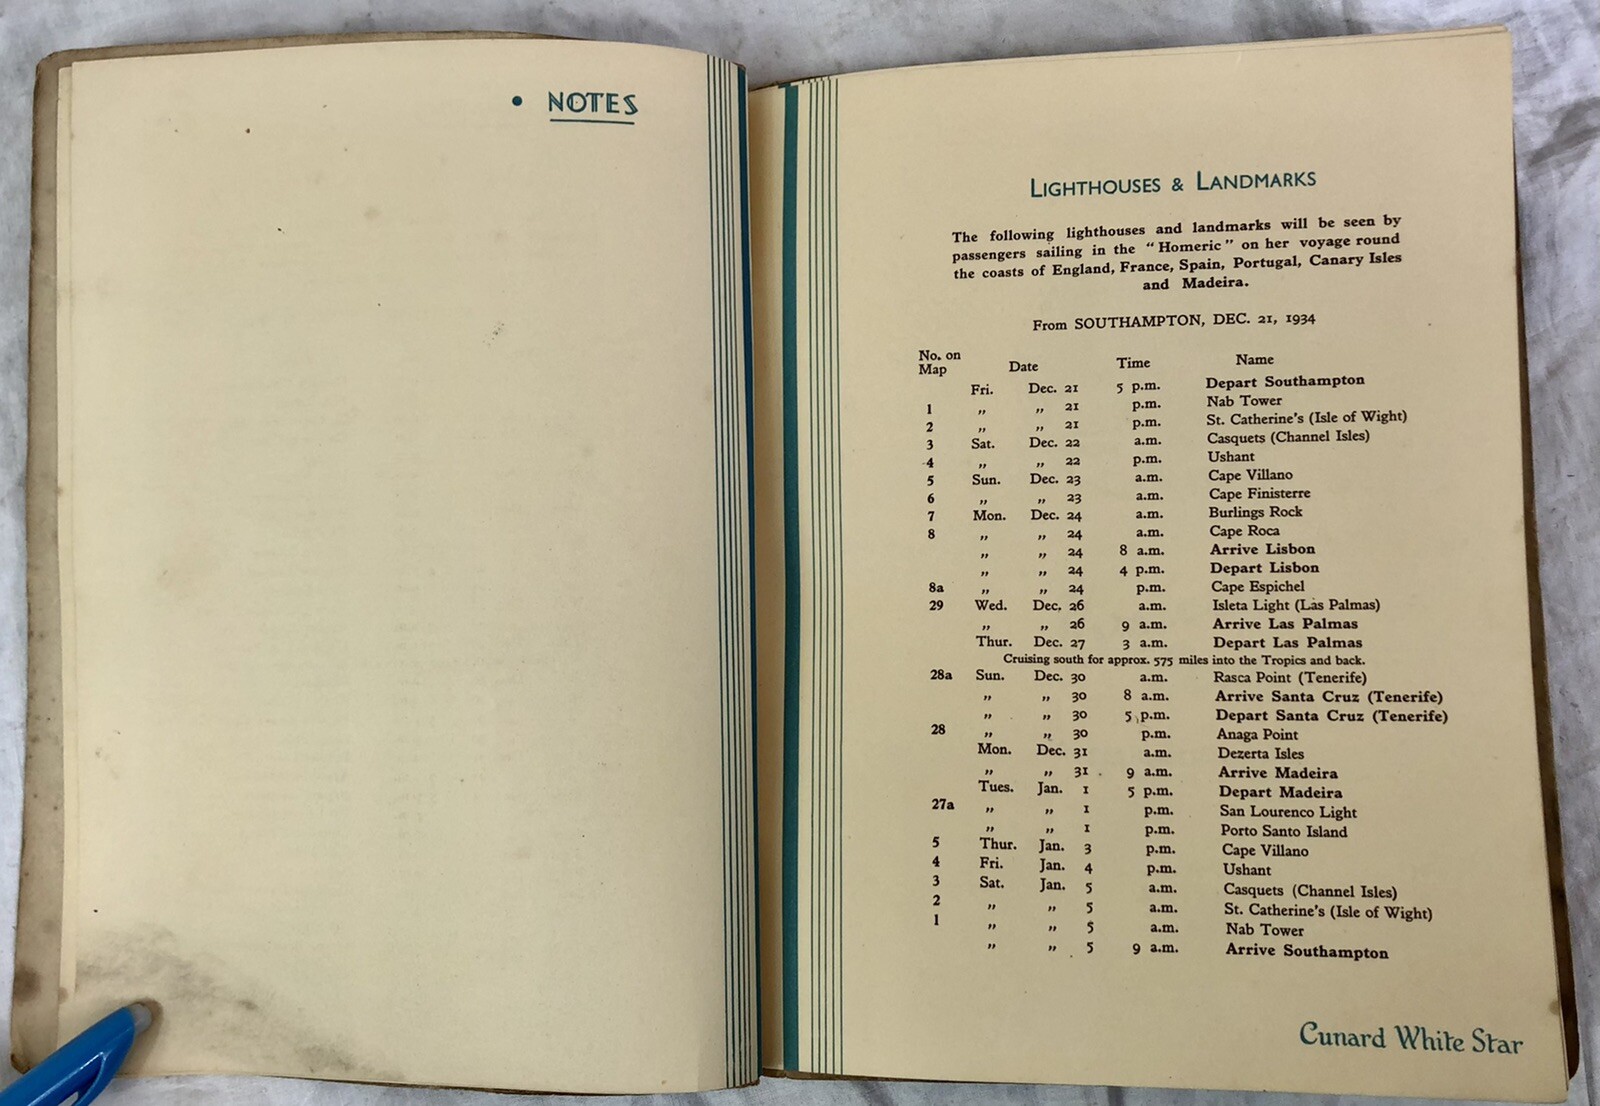 • NOTES
LIGHTHOUSES & LANDMARKS
The following lighthouses and landmarks will be seen by
passengers sailing in the "Homeric" on her voyage round
the coasts of England, France, Spain, Portugal, Canary Isles
and Madeira.
From SOUTHAMPTON, DEC. 21, 1934
No. on Map Date Time Name
Fri. Dec. 21 5 p.m. Depart Southampton
1 „ „ 21 p.m. Nab Tower
2 „ „ 21 p.m. St. Catherine's (Isle of Wight)
3 Sat. Dec. 22 a.m. Casquets (Channel Isles)
4 „ „ 22 p.m. Ushant
5 Sun. Dec. 23 a.m. Cape Villano
6 „ „ 23 a.m. Cape Finisterre
7 Mon. Dec. 24 a.m. Burlings Rock
8 „ „ 24 a.m. Cape Roca
„ „ 24 8 a.m. Arrive Lisbon
„ „ 24 4 p.m. Depart Lisbon
8a „ „ 24 p.m. Cape Espichel
29 Wed. Dec. 26 a.m. Isleta Light (Las Palmas)
„ „ 26 9 a.m. Arrive Las Palmas
Thur. Dec. 27 3 a.m. Depart Las Palmas
Cruising south for approx. 575 miles into the Tropics and back.
28a Sun. Dec. 30 a.m. Rasca Point (Tenerife)
„ „ 30 8 a.m. Arrive Santa Cruz (Tenerife)
„ „ 30 5 p.m. Depart Santa Cruz (Tenerife)
28 „ „ 30 p.m. Anaga Point
Mon. Dec. 31 a.m. Dezerta Isles
„ „ 31 9 a.m. Arrive Madeira
Tues. Jan. 1 5 p.m. Depart Madeira
27a „ „ 1 p.m. San Lourenco Light
„ „ 1 p.m. Porto Santo Island
5 Thur. Jan. 3 p.m. Cape Villano
4 Fri. Jan. 4 p.m. Ushant
3 Sat. Jan. 5 a.m. Casquets (Channel Isles)
2 „ „ 5 a.m. St. Catherine's (Isle of Wight)
1 „ „ 5 a.m. Nab Tower
„ „ 5 9 a.m. Arrive Southampton
Cunard White Star